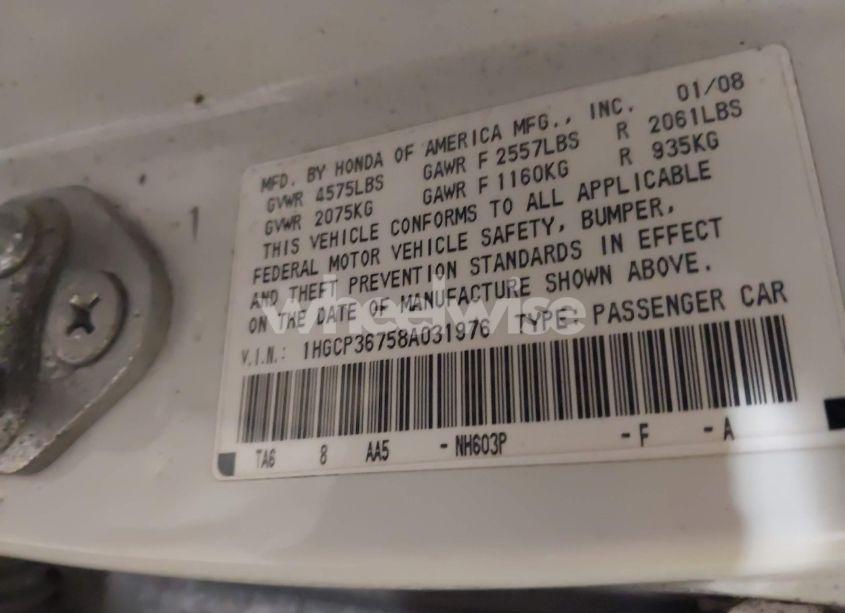 MFD. BY HONDA OF AMERICA MFG., INC. 01/08
GVWR 4575LBS GAWR F 2557LBS R 2061LBS
GVWR 2075KG GAWR F 1160KG R 935KG
THIS VEHICLE CONFORMS TO ALL APPLICABLE
FEDERAL MOTOR VEHICLE SAFETY, BUMPER,
AND THEFT PREVENTION STANDARDS IN EFFECT
ON THE DATE OF MANUFACTURE SHOWN ABOVE.
V.I.N.: 1HGCP36758A031976 TYPE: PASSENGER CAR
TA6 8 AA5 -NH603P -F -A
wheelwise